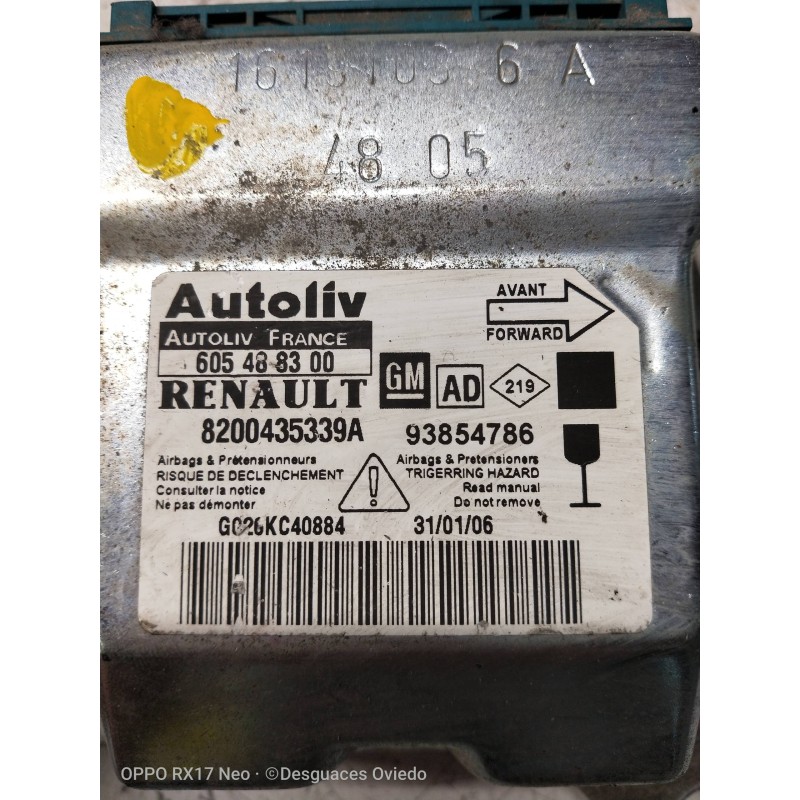 6 A
48 05
Autoliv
AVANT
FORWARD
AUTOLIV FRANCE
605 48 83 00
RENAULT
GM
AD
219
8200435339A
93854786
Airbags & Prétensionneurs
RISQUE DE DECLENCHEMENT
Consulter la notice
Ne pas démonter
!
Airbags & Pretensioners
TRIGERRING HAZARD
Read manual
Do not remove
31/01/06
OPPO RX17 Neo · ©Desguaces Oviedo